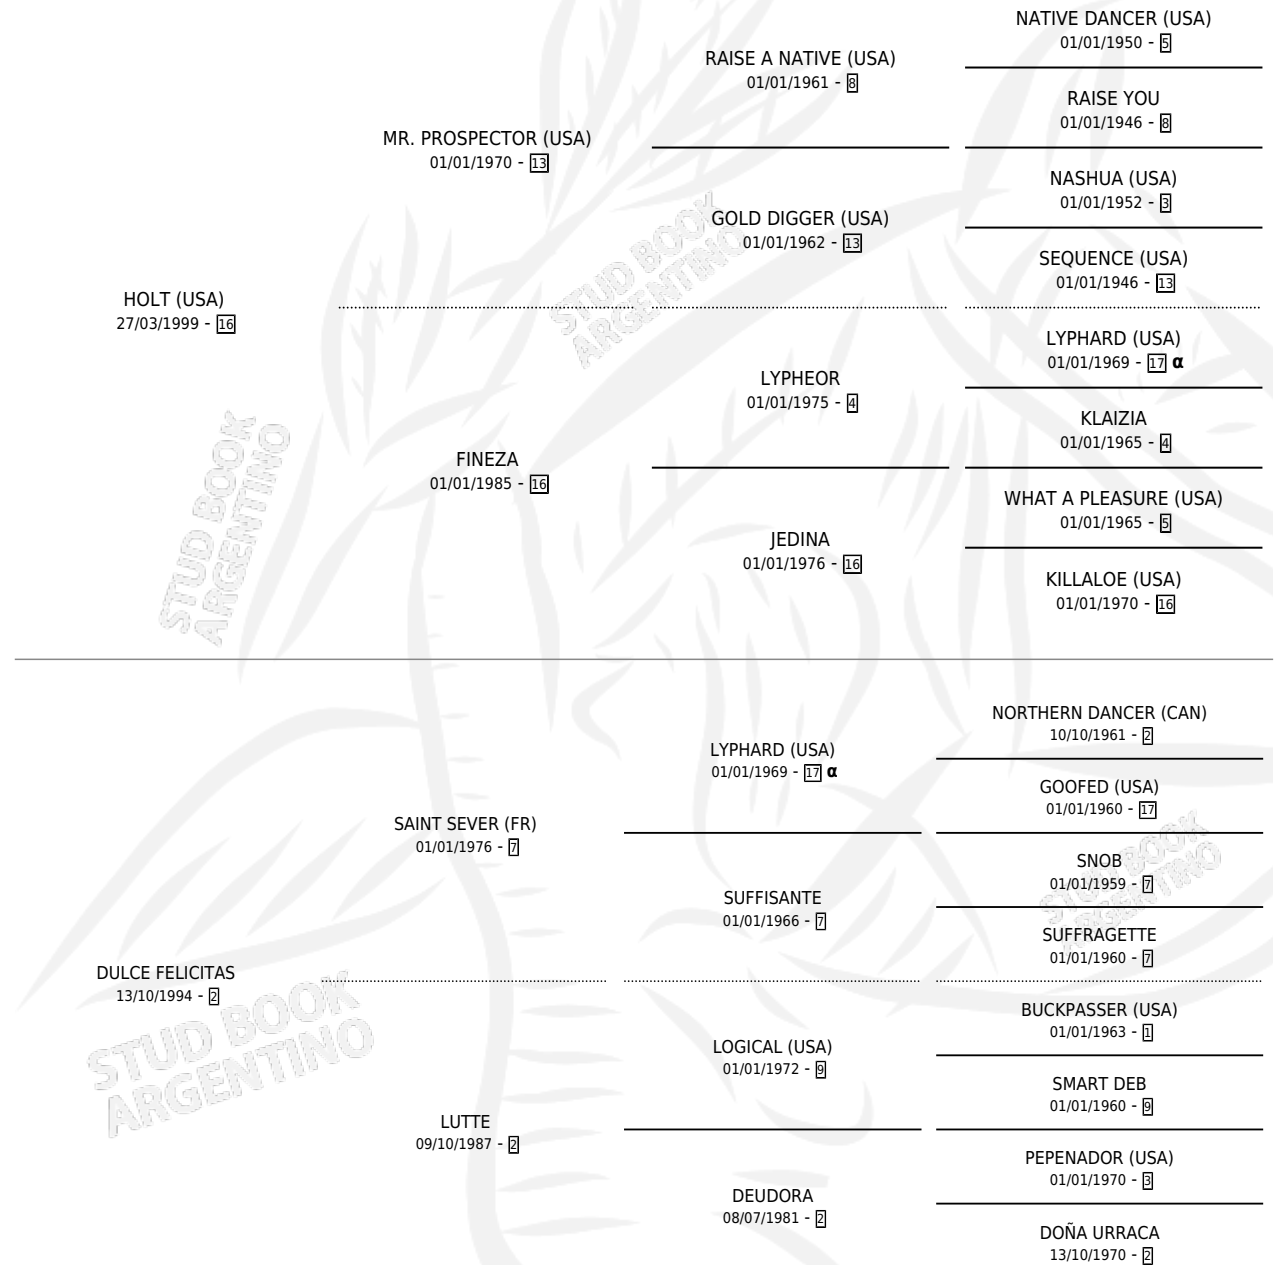 NATIVE DANCER (USA)
01/01/1950 - 5
RAISE A NATIVE (USA)
01/01/1961 - 8
RAISE YOU
01/01/1946 - 8
MR. PROSPECTOR (USA)
01/01/1970 - 13
NASHUA (USA)
01/01/1952 - 3
GOLD DIGGER (USA)
01/01/1962 - 13
SEQUENCE (USA)
01/01/1946 - 13
HOLT (USA)
27/03/1999 - 16
LYPHARD (USA)
01/01/1969 - 17 α
LYPHEOR
01/01/1975 - 4
KLAIZIA
01/01/1965 - 4
FINEZA
01/01/1985 - 16
WHAT A PLEASURE (USA)
01/01/1965 - 5
JEDINA
01/01/1976 - 16
KILLALOE (USA)
01/01/1970 - 16
NORTHERN DANCER (CAN)
10/10/1961 - 2
LYPHARD (USA)
01/01/1969 - 17 α
GOOFED (USA)
01/01/1960 - 17
SAINT SEVER (FR)
01/01/1976 - 7
SNOB
01/01/1959 - 7
SUFFISANTE
01/01/1966 - 7
SUFFRAGETTE
01/01/1960 - 7
DULCE FELICITAS
13/10/1994 - 2
BUCKPASSER (USA)
01/01/1963 - 1
LOGICAL (USA)
01/01/1972 - 9
SMART DEB
01/01/1960 - 9
LUTTE
09/10/1987 - 2
PEPENADOR (USA)
01/01/1970 - 3
DEUDORA
08/07/1981 - 2
DOÑA URRACA
13/10/1970 - 2
STUD BOOK
ARGENTINO
STUD BOOK
ARGENTINO
STUD BOOK
ARGENTINO
STUD BOOK
ARGENTINO